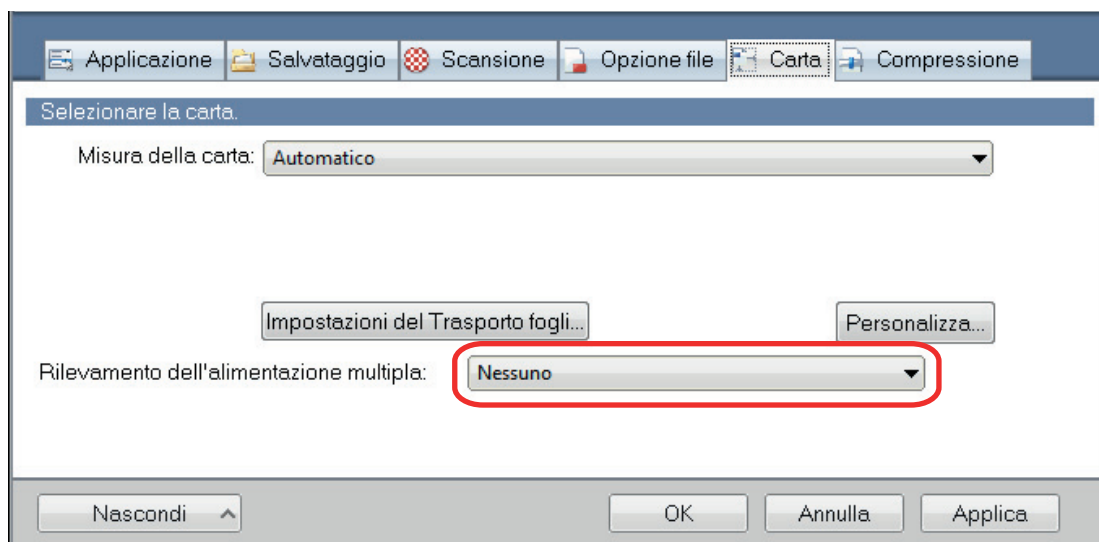 Applicazione Salvataggio Scansione Opzione file Carta Compressione
Selezionare la carta.
Misura della carta: Automatico
Impostazioni del Trasporto fogli... Personalizza...
Rilevamento dell'alimentazione multipla: Nessuno
Nascondi OK Annulla Applica